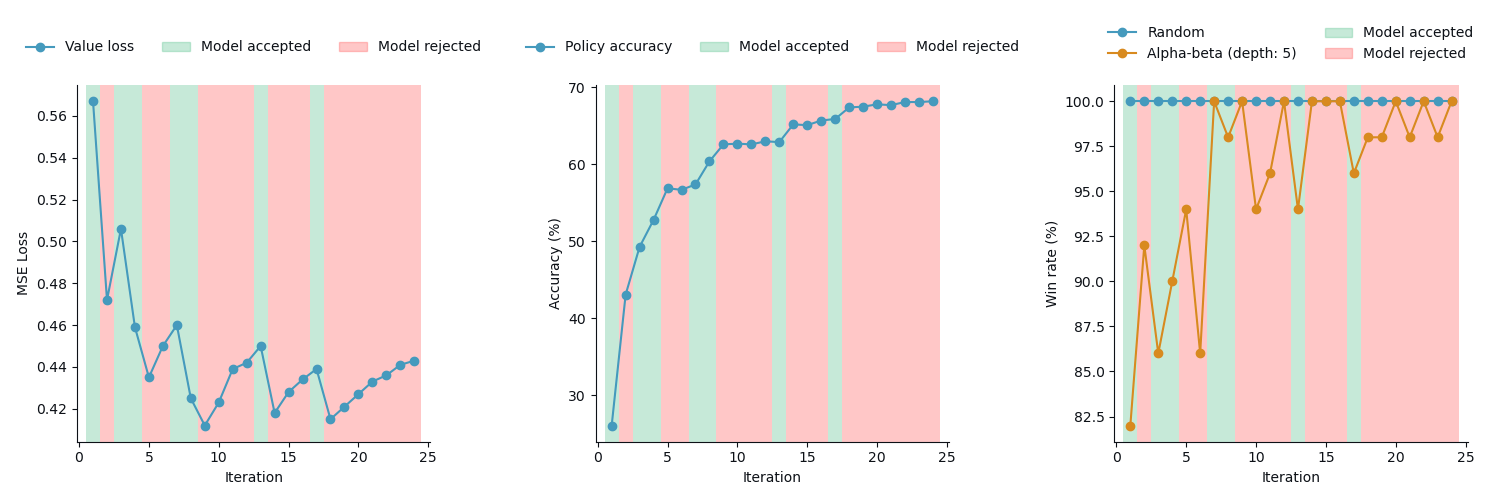 Value loss
Model accepted
Model rejected
MSE Loss
0.56
0.54
0.52
0.50
0.48
0.46
0.44
0.42
0 5 10 15 20 25
Iteration
Policy accuracy
Model accepted
Model rejected
Accuracy (%)
70
60
50
40
30
0 5 10 15 20 25
Iteration
Random
Alpha-beta (depth: 5)
Model accepted
Model rejected
Win rate (%)
100.0
97.5
95.0
92.5
90.0
87.5
85.0
82.5
0 5 10 15 20 25
Iteration